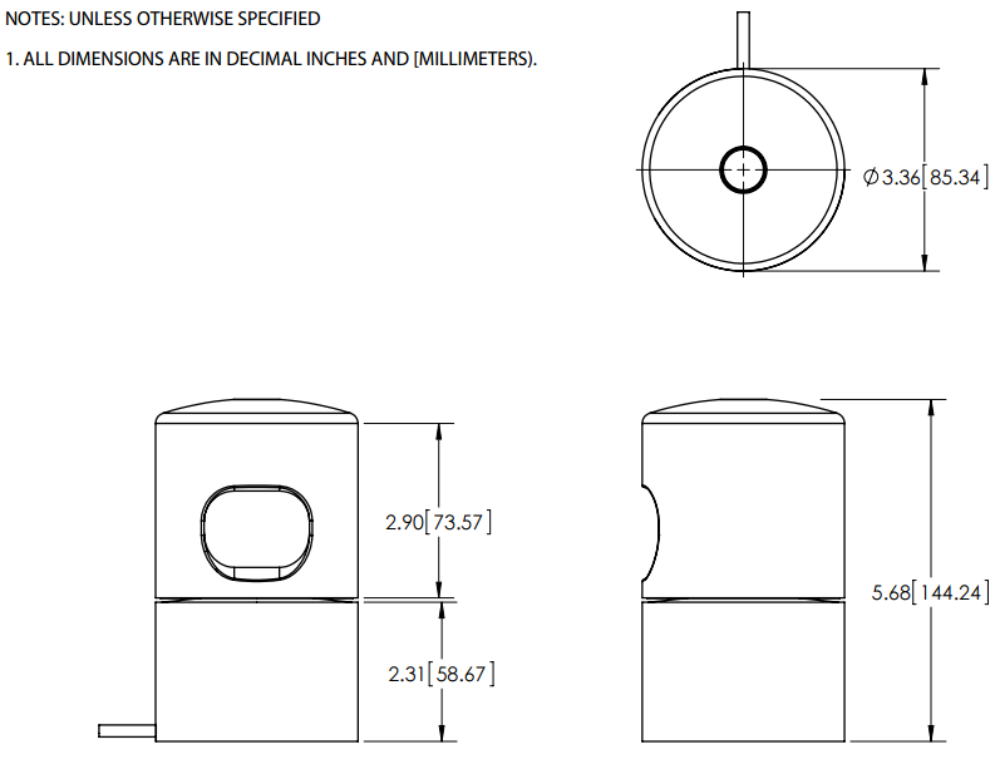 NOTES: UNLESS OTHERWISE SPECIFIED
1. ALL DIMENSIONS ARE IN DECIMAL INCHES AND [MILLIMETERS).
Ø3.36[85.34]
2.90[73.57]
5.68[144.24]
2.31[58.67]